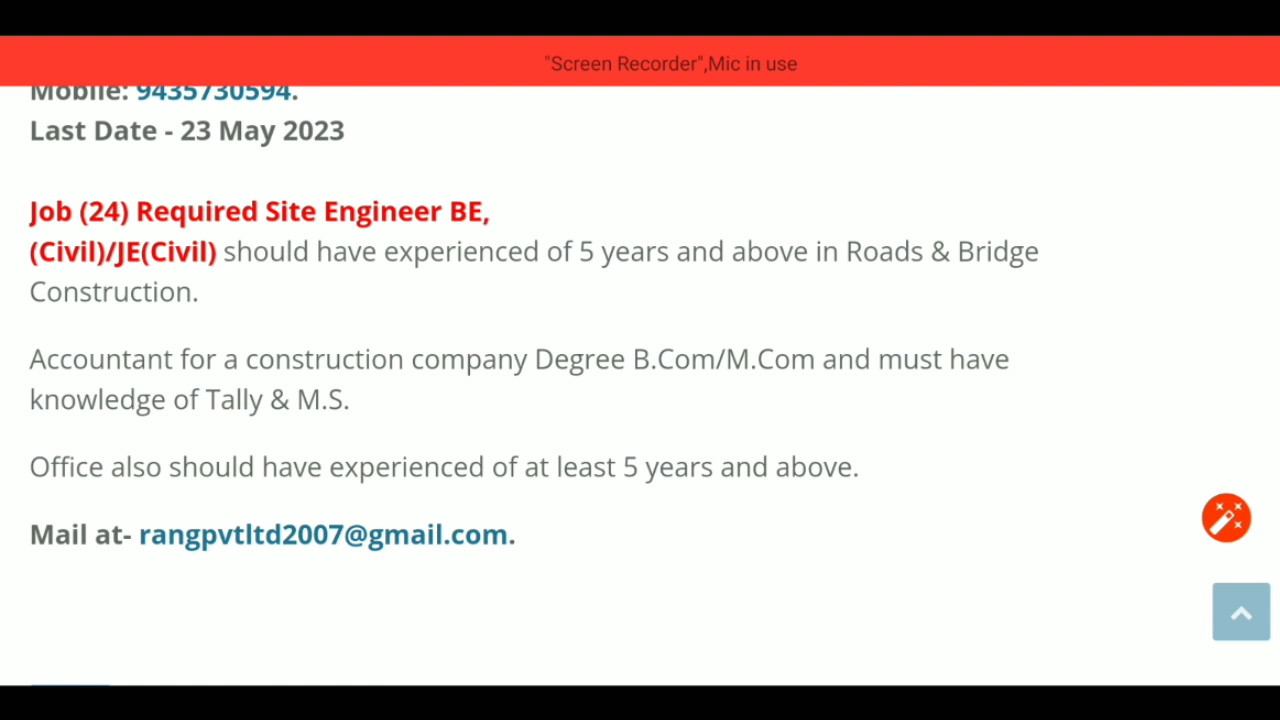 "Screen Recorder",Mic in use
Mobile: 9435730594.
Last Date - 23 May 2023
Job (24) Required Site Engineer BE,
(Civil)/JE(Civil) should have experienced of 5 years and above in Roads & Bridge
Construction.
Accountant for a construction company Degree B.Com/M.Com and must have
knowledge of Tally & M.S.
Office also should have experienced of at least 5 years and above.
Mail at- rangpvtltd2007@gmail.com.